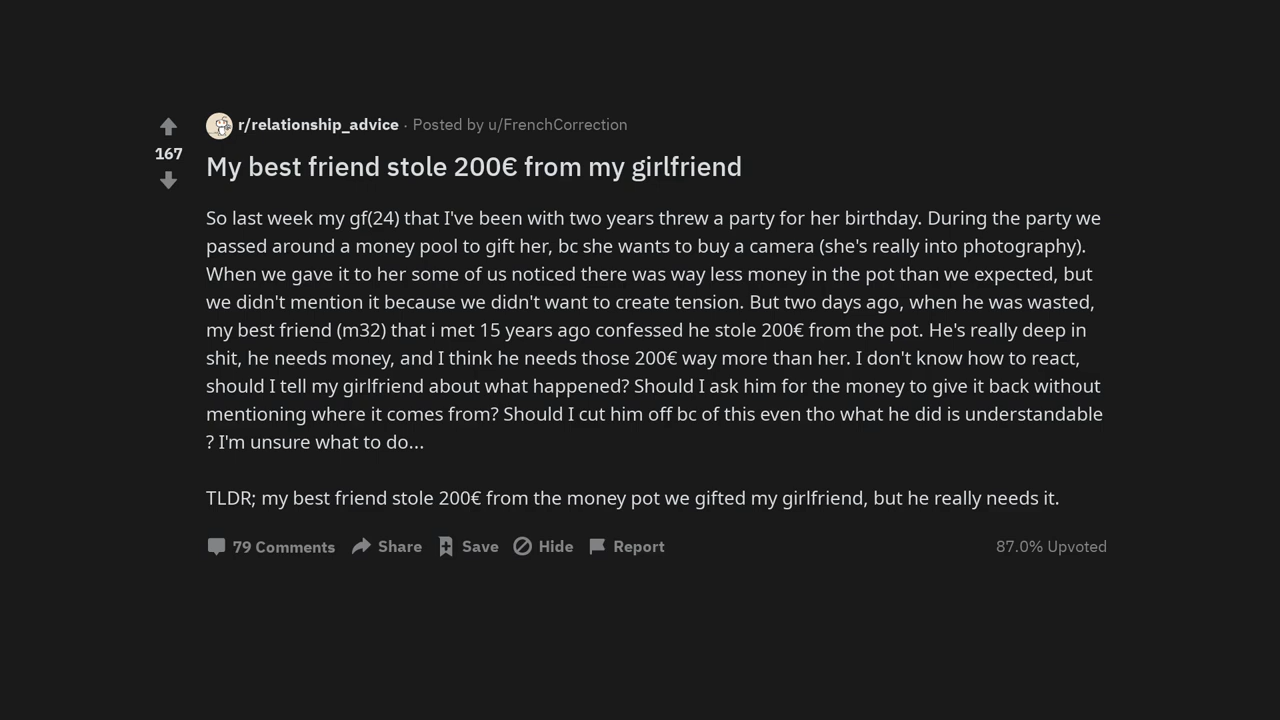 r/relationship_advice · Posted by u/FrenchCorrection
167
My best friend stole 200€ from my girlfriend
So last week my gf(24) that I've been with two years threw a party for her birthday. During the party we
passed around a money pool to gift her, bc she wants to buy a camera (she's really into photography).
When we gave it to her some of us noticed there was way less money in the pot than we expected, but
we didn't mention it because we didn't want to create tension. But two days ago, when he was wasted,
my best friend (m32) that i met 15 years ago confessed he stole 200€ from the pot. He's really deep in
shit, he needs money, and I think he needs those 200€ way more than her. I don't know how to react,
should I tell my girlfriend about what happened? Should I ask him for the money to give it back without
mentioning where it comes from? Should I cut him off bc of this even tho what he did is understandable
? I'm unsure what to do...
TLDR; my best friend stole 200€ from the money pot we gifted my girlfriend, but he really needs it.
79 Comments Share Save Hide Report 87.0% Upvoted